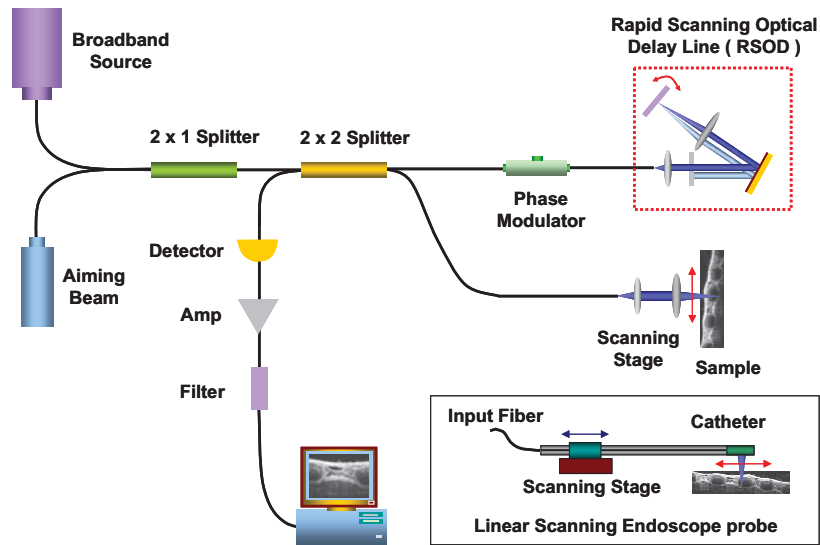 Rapid Scanning Optical
Delay Line ( RSOD )
Broadband
Source
2 x 1 Splitter
2 x 2 Splitter
Phase
Modulator
Detector
Aiming
Beam
Amp
Scanning
Stage
Sample
Filter
Input Fiber
Catheter
Scanning Stage
Linear Scanning Endoscope probe